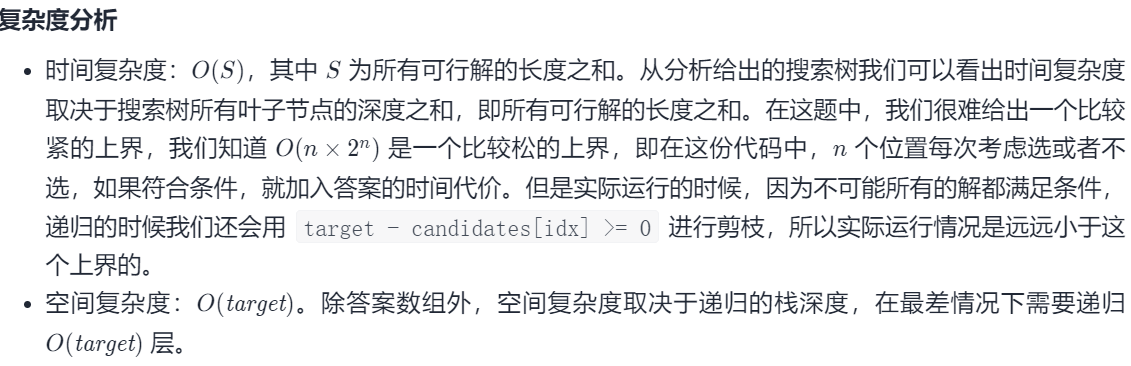 复杂度分析
• 时间复杂度：O(S)，其中 S 为所有可行解的长度之和。从分析给出的搜索树我们可以看出时间复杂度
取决于搜索树所有叶子节点的深度之和，即所有可行解的长度之和。在这题中，我们很难给出一个比较
紧的上界，我们知道 O(n × 2ⁿ) 是一个比较松的上界，即在这份代码中，n 个位置每次考虑选或者不
选，如果符合条件，就加入答案的时间代价。但是实际运行的时候，因为不可能所有的解都满足条件，
递归的时候我们还会用 target - candidates[idx] >= 0 进行剪枝，所以实际运行情况是远远小于这
个上界的。
• 空间复杂度：O(target)。除答案数组外，空间复杂度取决于递归的栈深度，在最差情况下需要递归
O(target) 层。